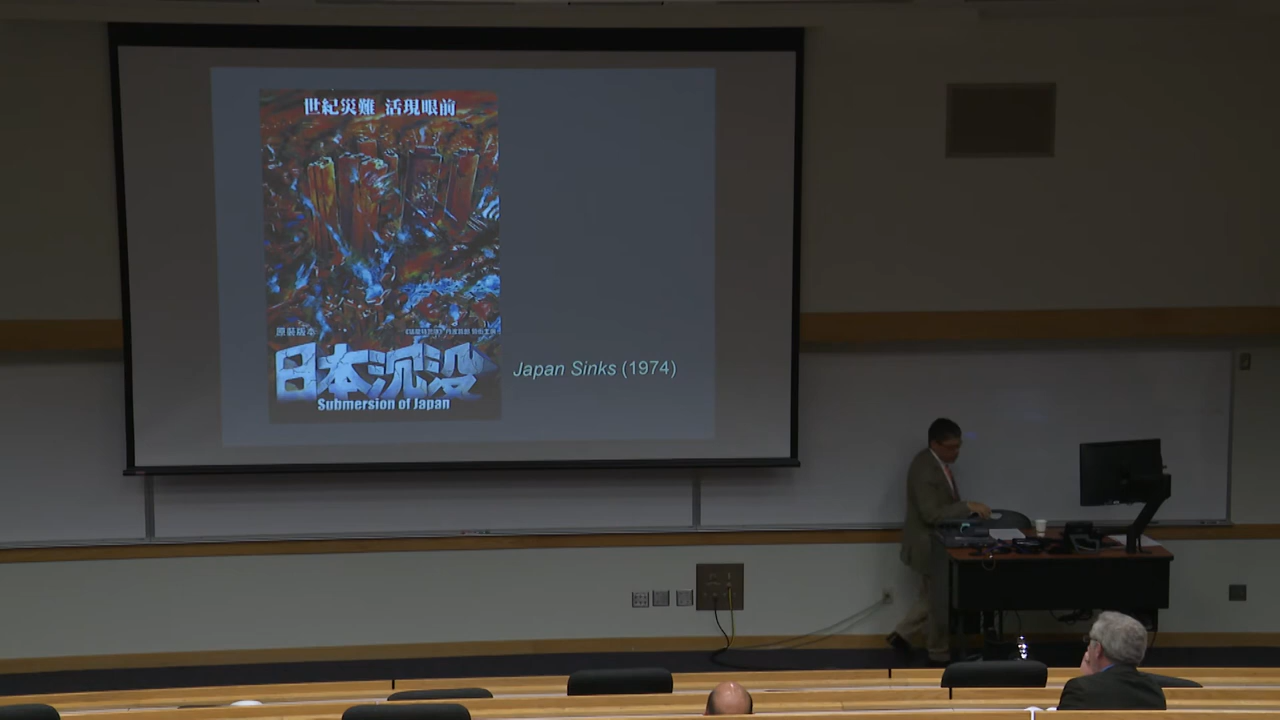 世紀災難 活現眼前
原裝版本
日本沉没
Submersion of Japan
Japan Sinks (1974)